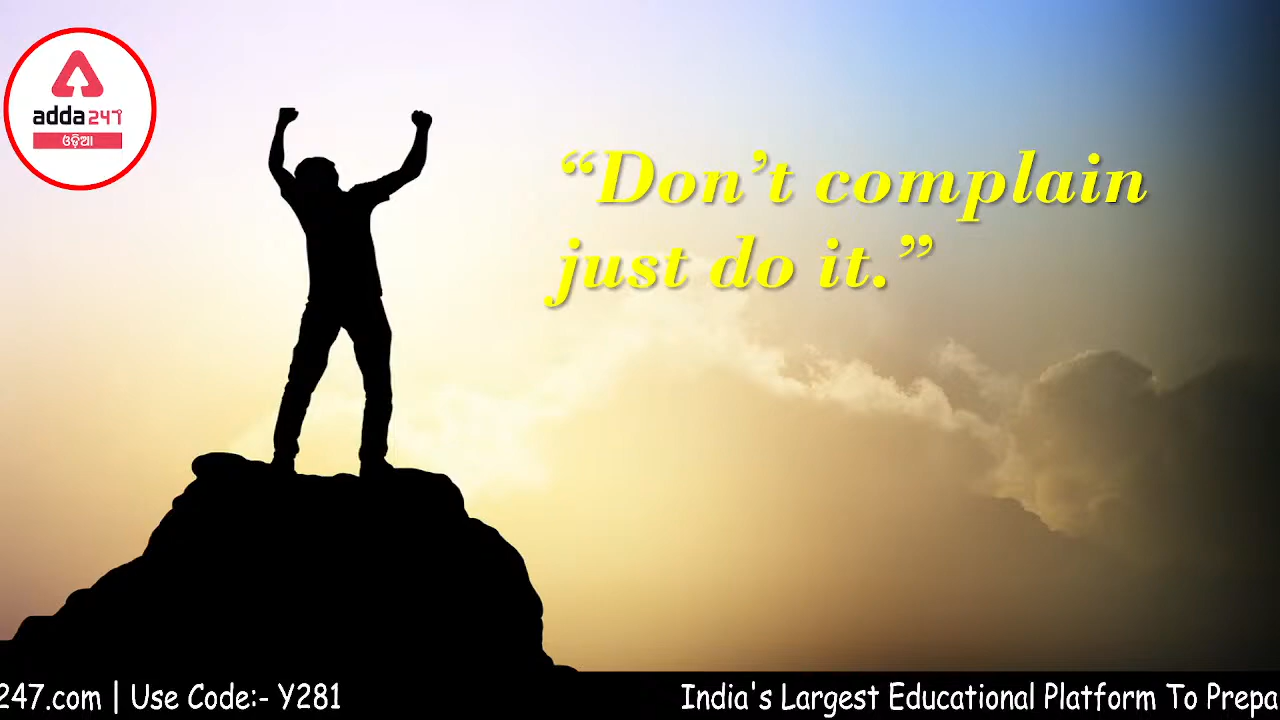 adda247
ଓଡ଼ିଆ
“Don’t complain
just do it.”
247.com | Use Code:- Y281 India's Largest Educational Platform To Prepa